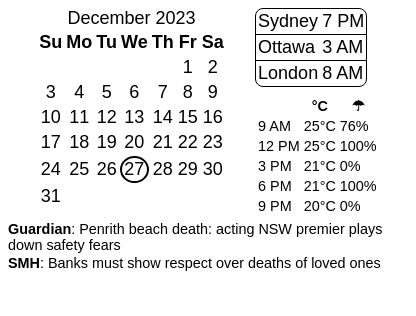 December 2023
Su Mo Tu We Th Fr Sa
1 2
3 4 5 6 7 8 9
10 11 12 13 14 15 16
17 18 19 20 21 22 23
24 25 26 27 28 29 30
31
Sydney 7 PM
Ottawa 3 AM
London 8 AM
°C ☂
9 AM 25°C 76%
12 PM 25°C 100%
3 PM 21°C 0%
6 PM 21°C 100%
9 PM 20°C 0%
Guardian: Penrith beach death: acting NSW premier plays
down safety fears
SMH: Banks must show respect over deaths of loved ones